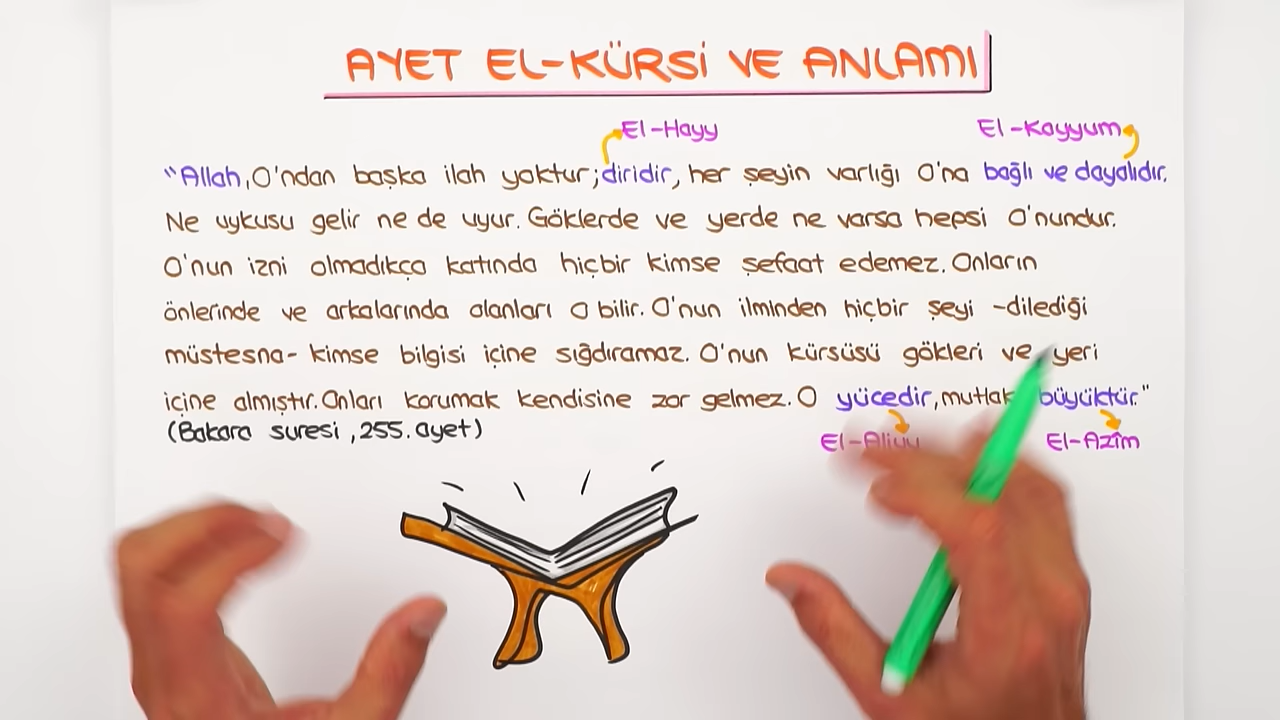 AYET EL-KÜRSİ VE ANLAMI
El-Hayy El-Kayyum
"Allah, O'ndan başka ilah yoktur; diridir, her şeyin varlığı O'na bağlı ve dayalıdır.
Ne uykusu gelir ne de uyur. Göklerde ve yerde ne varsa hepsi O'nundur.
O'nun izni olmadıkça katında hiçbir kimse şefaat edemez. Onların
önlerinde ve arkalarında olanları O bilir. O'nun ilminden hiçbir şeyi -dilediği
müstesna- kimse bilgisi içine sığdıramaz. O'nun kürsüsü gökleri ve yeri
içine almıştır. Onları korumak kendisine zor gelmez. O yücedir, mutlak büyüktür."
(Bakara suresi, 255. ayet) El-Aliyy El-Azîm